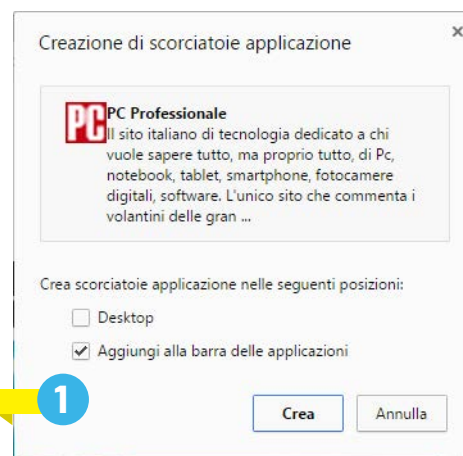 Creazione di scorciatoie applicazione
×
PC
PC Professionale
Il sito italiano di tecnologia dedicato a chi
vuole sapere tutto, ma proprio tutto, di Pc,
notebook, tablet, smartphone, fotocamere
digitali, software. L'unico sito che commenta i
volantini delle gran ...
Crea scorciatoie applicazione nelle seguenti posizioni:
Desktop
Aggiungi alla barra delle applicazioni
1
Crea
Annulla